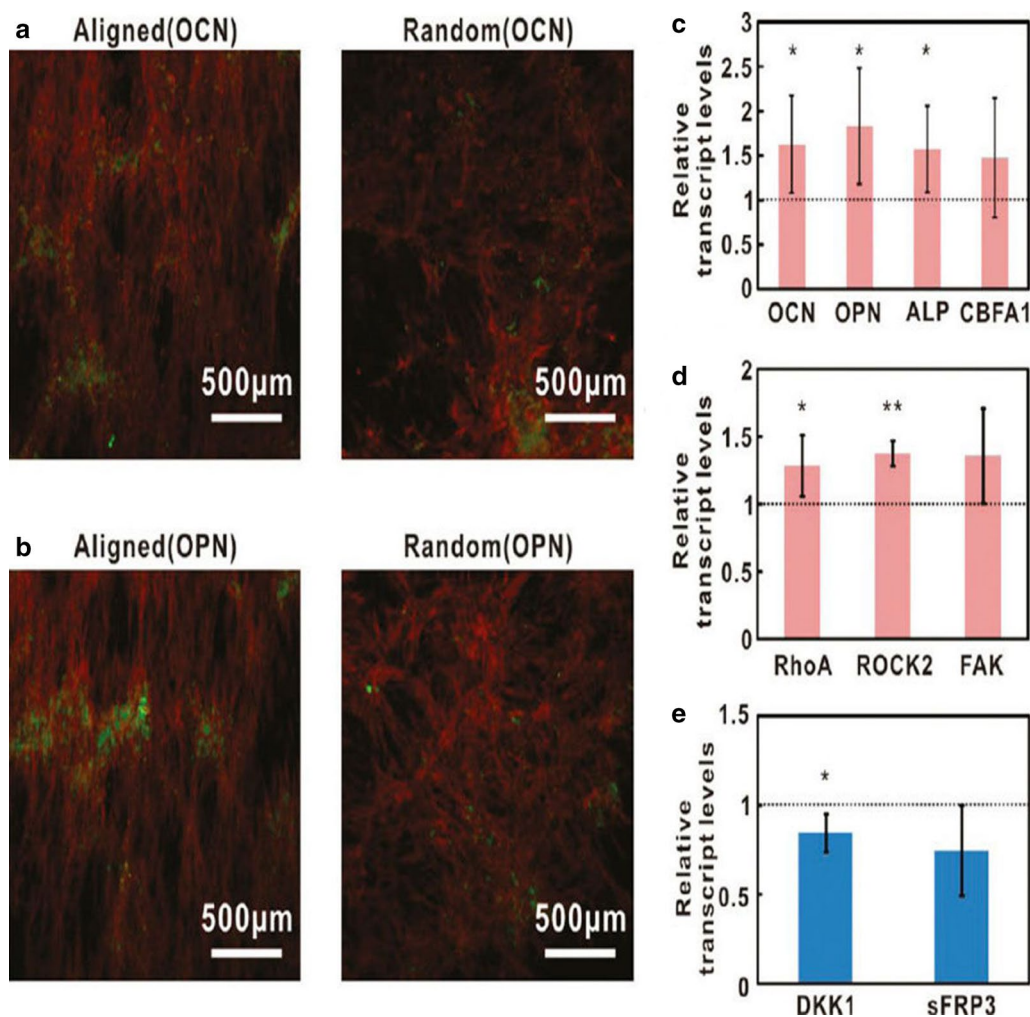 a
Aligned(OCN)
Random(OCN)
500μm
500μm
b
Aligned(OPN)
Random(OPN)
500μm
500μm
c
Relative
transcript levels
3
2.5
2
1.5
1
0.5
0
* * *
OCN OPN ALP CBFA1
d
Relative
transcript levels
2
1.5
1
0.5
0
* **
RhoA ROCK2 FAK
e
Relative
transcript levels
1.5
1
0.5
0
*
DKK1 sFRP3